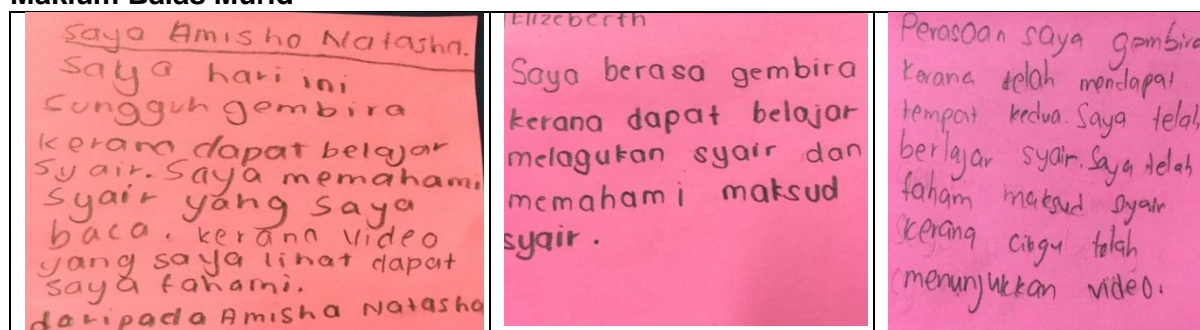 Maklum Balas Murid
Saya Amisha Natasha.
Saya hari ini
sungguh gembira
kerana dapat belajar
syair. Saya memahami
syair yang saya
baca. kerana video
yang saya lihat dapat
saya fahami.
daripada Amisha Natasha
Elizeberth
Saya berasa gembira
kerana dapat belajar
melagukan syair dan
memahami maksud
syair.
Perasaan saya gembira
kerana telah mendapat
tempat kedua. Saya telah
berlajar syair. Saya telah
faham maksud syair
kerana cikgu telah
menunjukkan video.